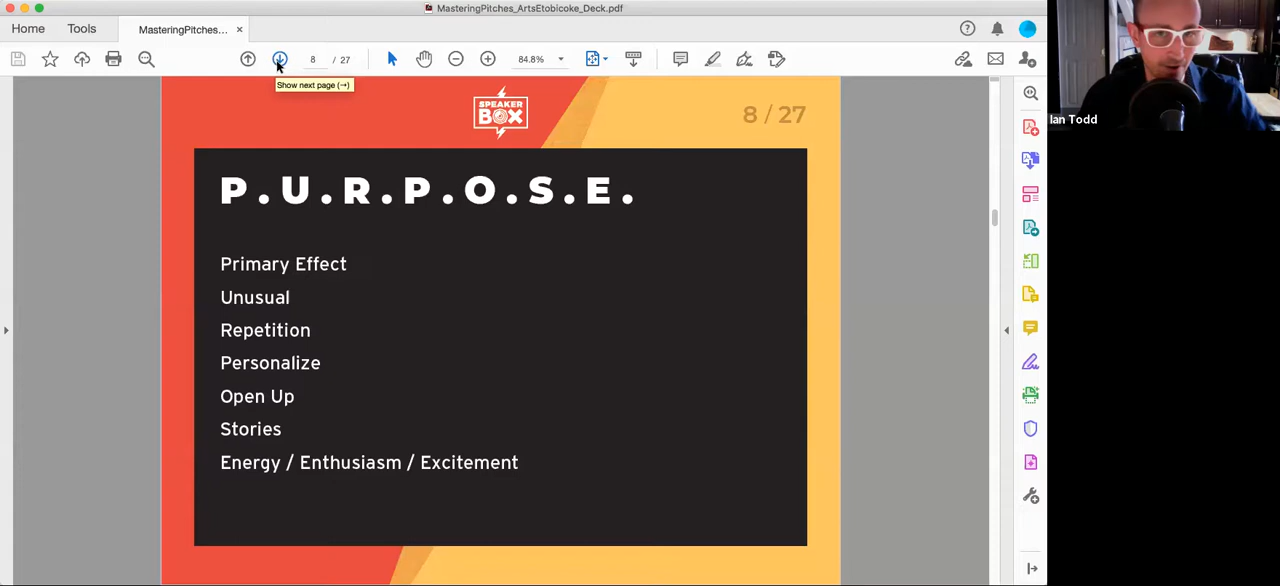 MasteringPitches_ArtsEtobicoke_Deck.pdf
Home Tools MasteringPitches... ×
8 / 27 84.8%
Show next page (→)
SPEAKER
BOX
8 / 27
P.U.R.P.O.S.E.
Primary Effect
Unusual
Repetition
Personalize
Open Up
Stories
Energy / Enthusiasm / Excitement
Ian Todd